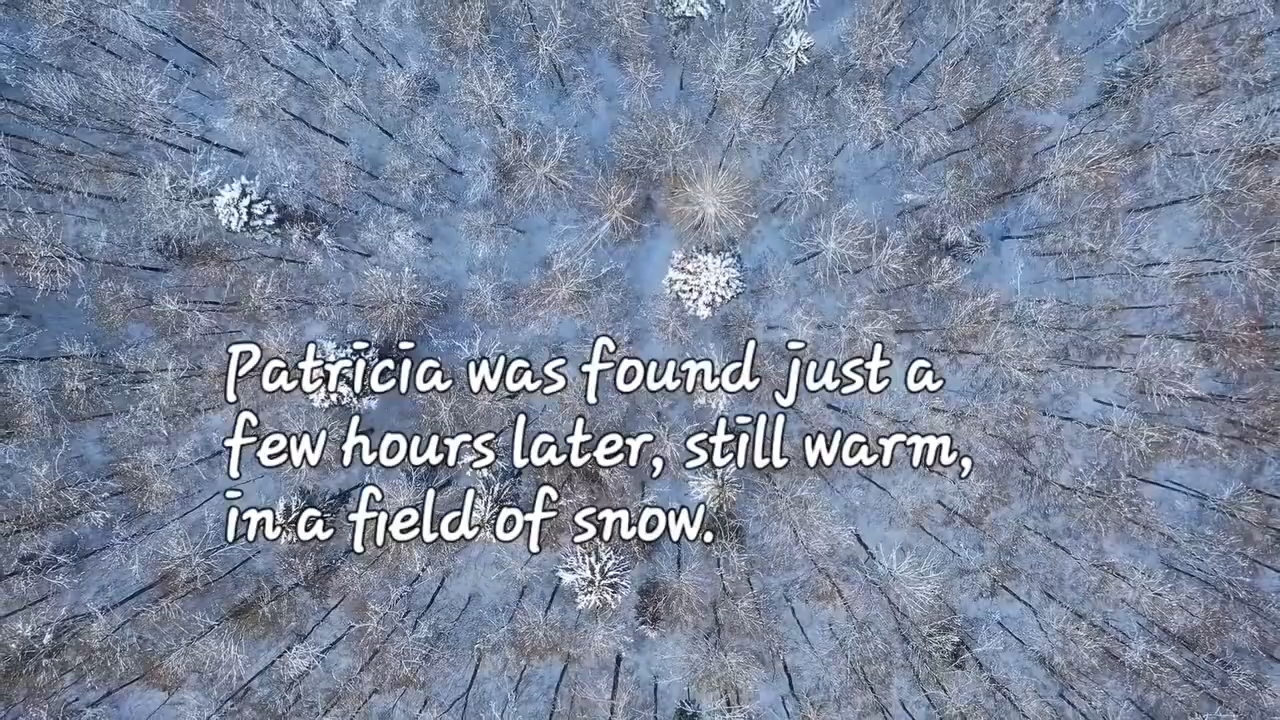 Patricia was found just a
few hours later, still warm,
in a field of snow.